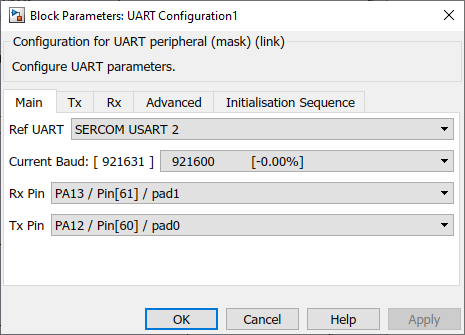 Block Parameters: UART Configuration1
Configuration for UART peripheral (mask) (link)
Configure UART parameters.
Main Tx Rx Advanced Initialisation Sequence
Ref UART SERCOM USART 2
Current Baud: [ 921631 ] 921600 [-0.00%]
Rx Pin PA13 / Pin[61] / pad1
Tx Pin PA12 / Pin[60] / pad0
OK Cancel Help Apply